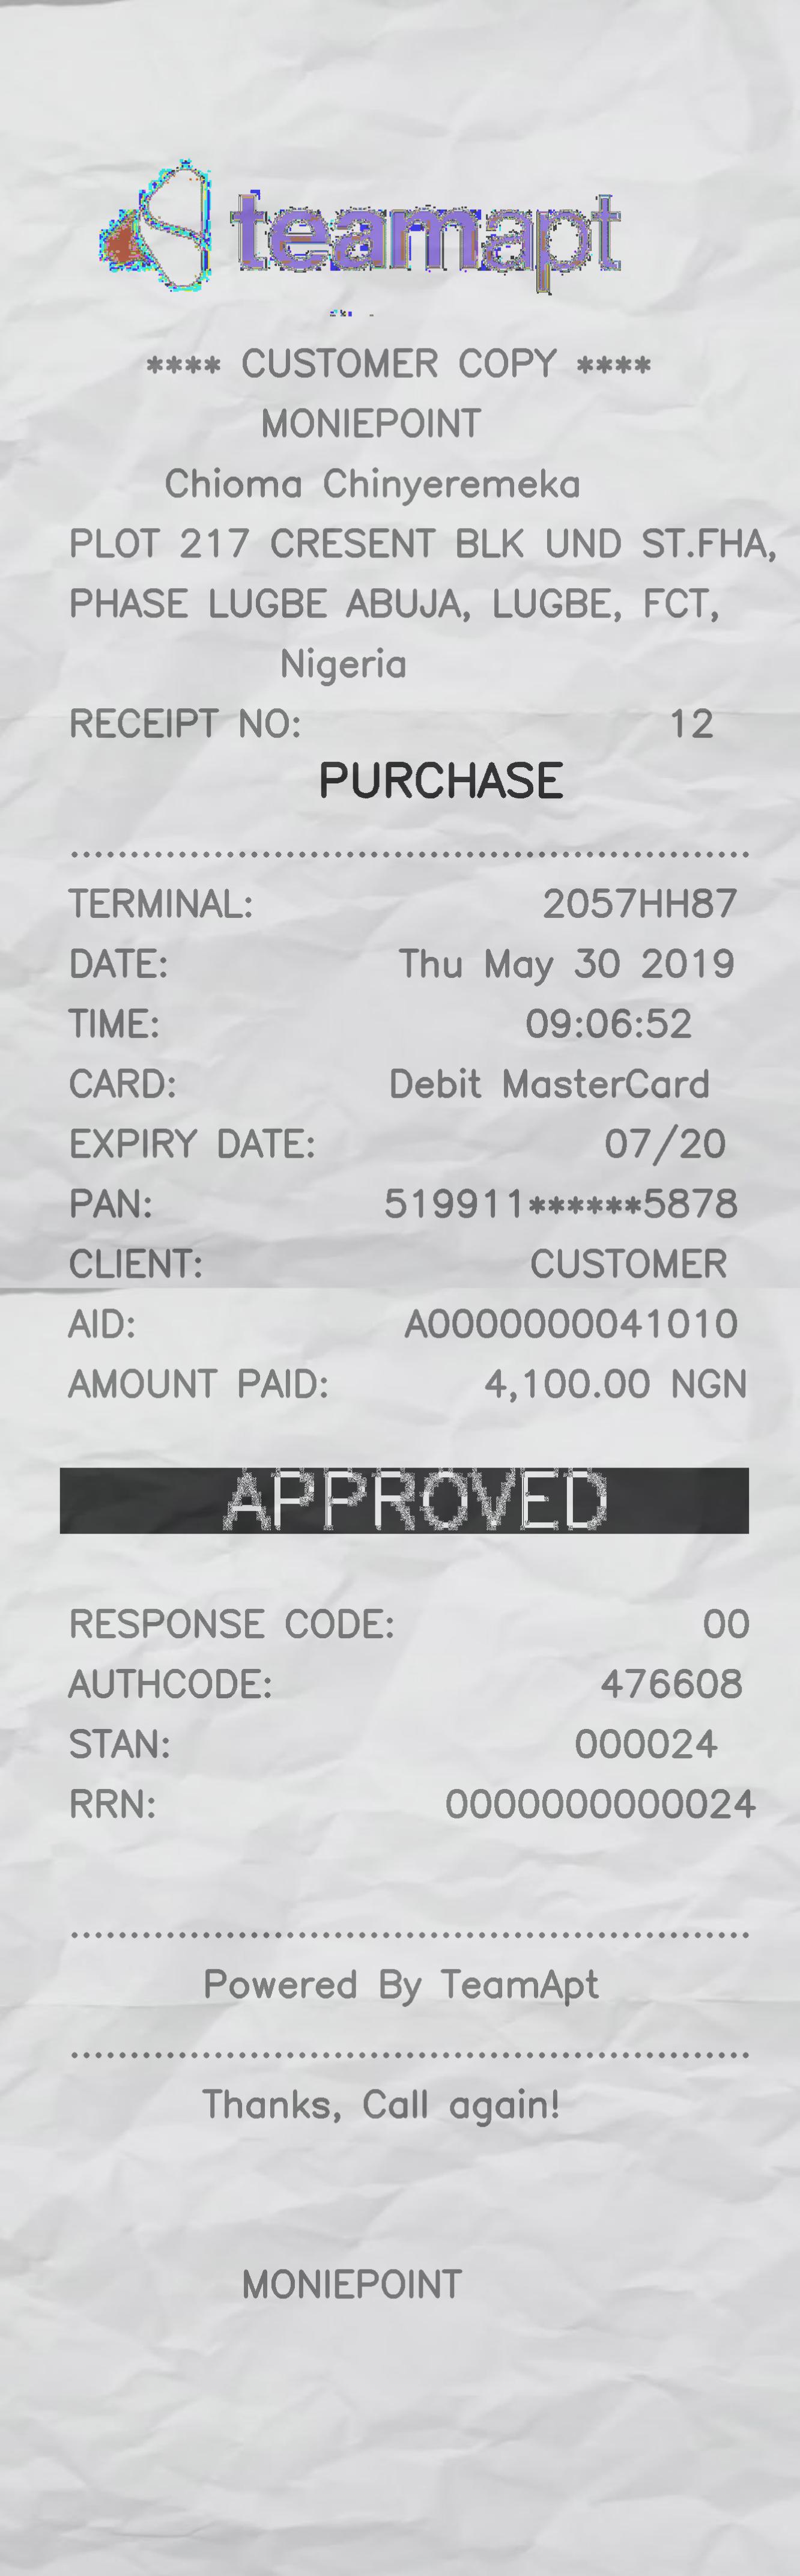 teamapt
**** CUSTOMER COPY ****
MONIEPOINT
Chioma Chinyeremeka
PLOT 217 CRESENT BLK UND ST.FHA,
PHASE LUGBE ABUJA, LUGBE, FCT,
Nigeria
RECEIPT NO: 12
PURCHASE
TERMINAL: 2057HH87
DATE: Thu May 30 2019
TIME: 09:06:52
CARD: Debit MasterCard
EXPIRY DATE: 07/20
PAN: 519911******5878
CLIENT: CUSTOMER
AID: A0000000041010
AMOUNT PAID: 4,100.00 NGN
APPROVED
RESPONSE CODE: 00
AUTHCODE: 476608
STAN: 000024
RRN: 0000000000024
Powered By TeamApt
Thanks, Call again!
MONIEPOINT